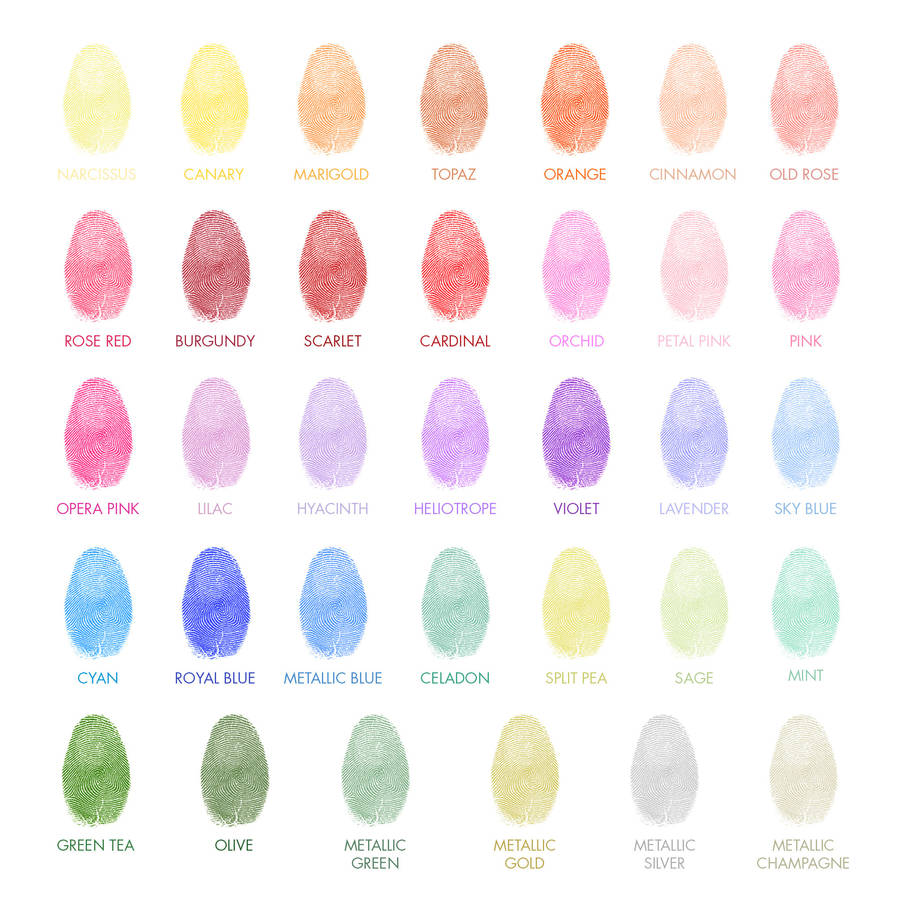 NARCISSUS CANARY MARIGOLD TOPAZ ORANGE CINNAMON OLD ROSE
ROSE RED BURGUNDY SCARLET CARDINAL ORCHID PETAL PINK PINK
OPERA PINK LILAC HYACINTH HELIOTROPE VIOLET LAVENDER SKY BLUE
CYAN ROYAL BLUE METALLIC BLUE CELADON SPLIT PEA SAGE MINT
GREEN TEA OLIVE METALLIC METALLIC METALLIC METALLIC
GREEN GOLD SILVER CHAMPAGNE